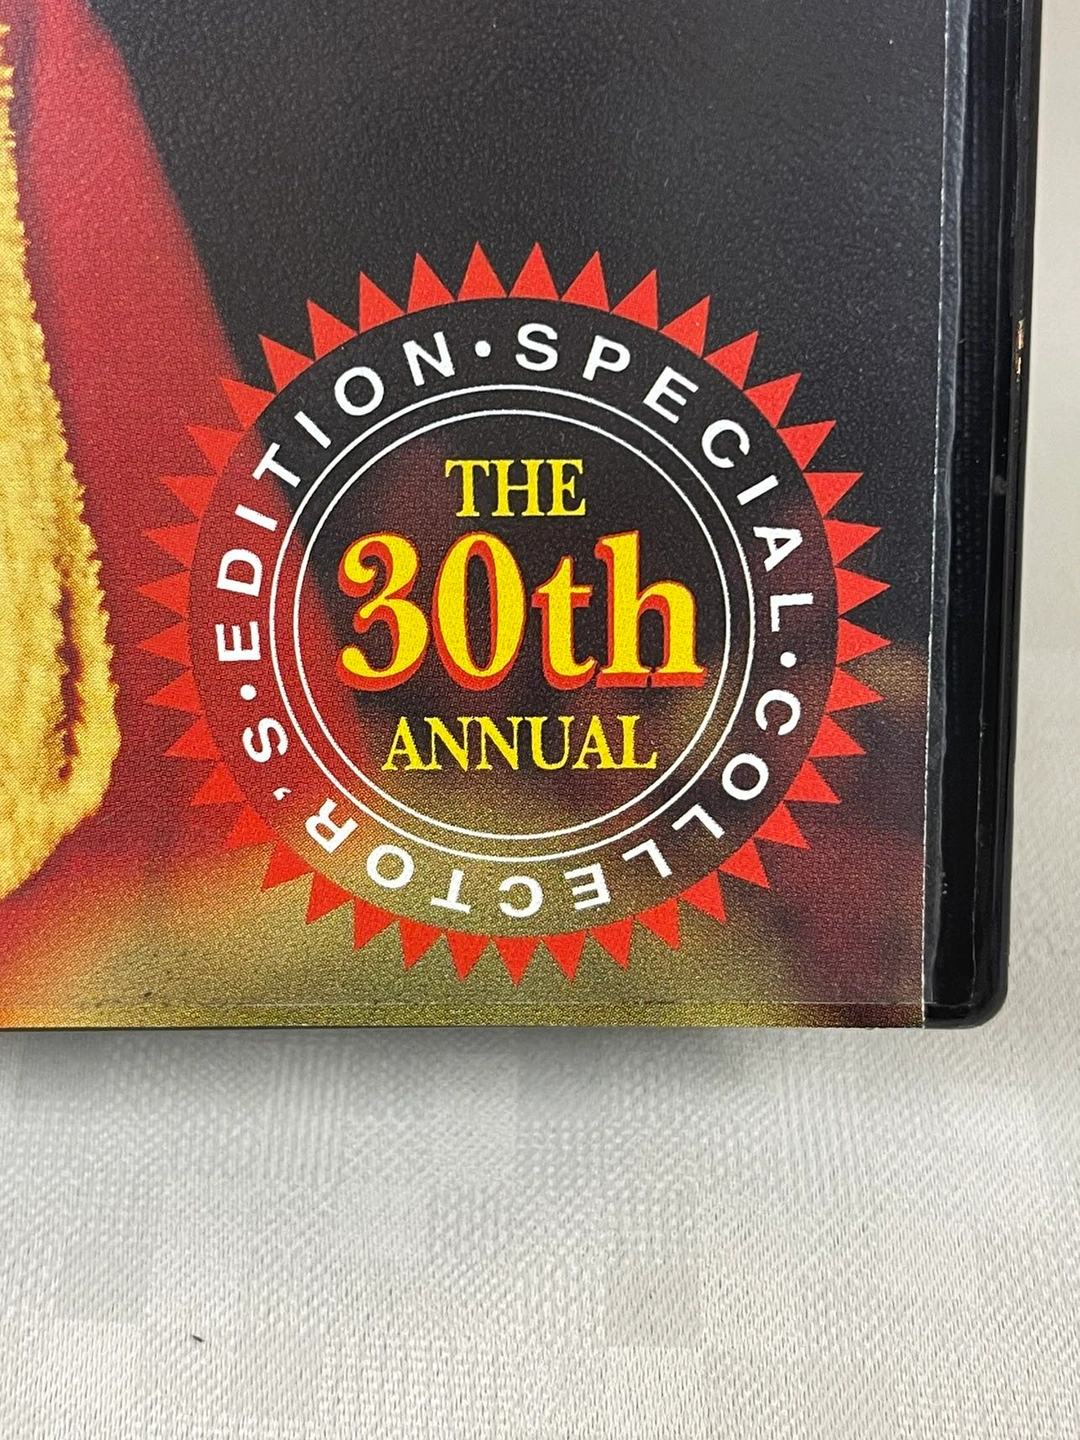 SPECIAL·COLLECTOR'S·EDITION·
THE
30th
ANNUAL